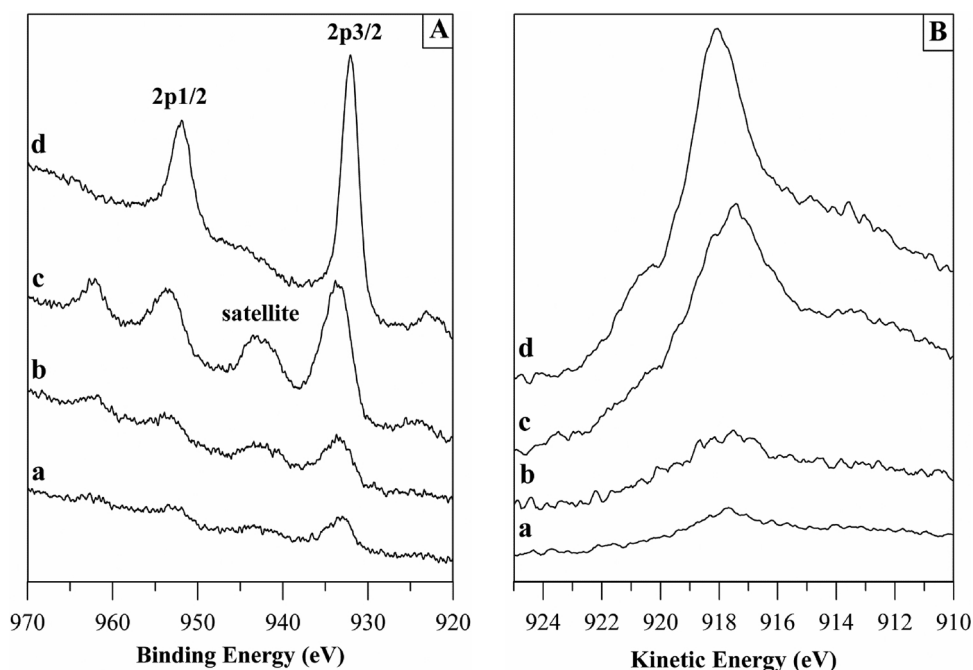 A
2p3/2
2p1/2
d
c
satellite
b
a
970 960 950 940 930 920
Binding Energy (eV)
B
d
c
b
a
924 922 920 918 916 914 912 910
Kinetic Energy (eV)